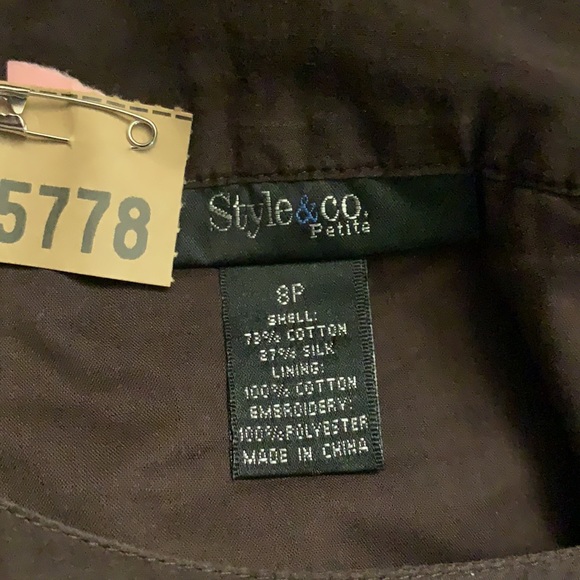 5778
Style&co.
Petite
8P
SHELL:
73% COTTON
27% SILK
LINING:
100% COTTON
EMBROIDERY:
100% POLYESTER
MADE IN CHINA